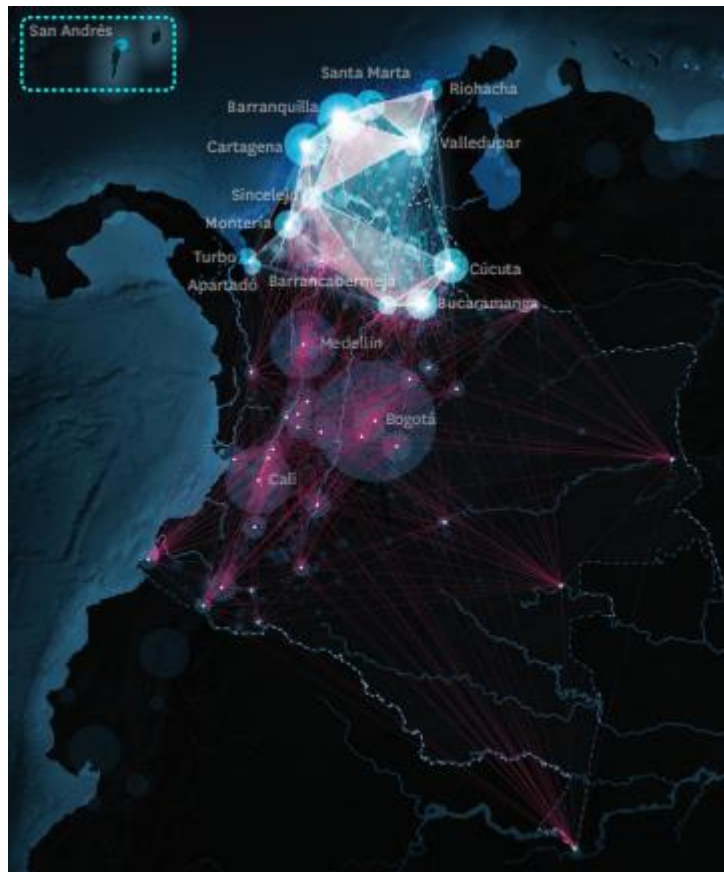 San Andrés
Santa Marta
Riohacha
Barranquilla
Cartagena
Valledupar
Sincelejo
Montería
Turbo
Apartadó
Barrancabermeja
Cúcuta
Bucaramanga
Medellín
Bogotá
Cali